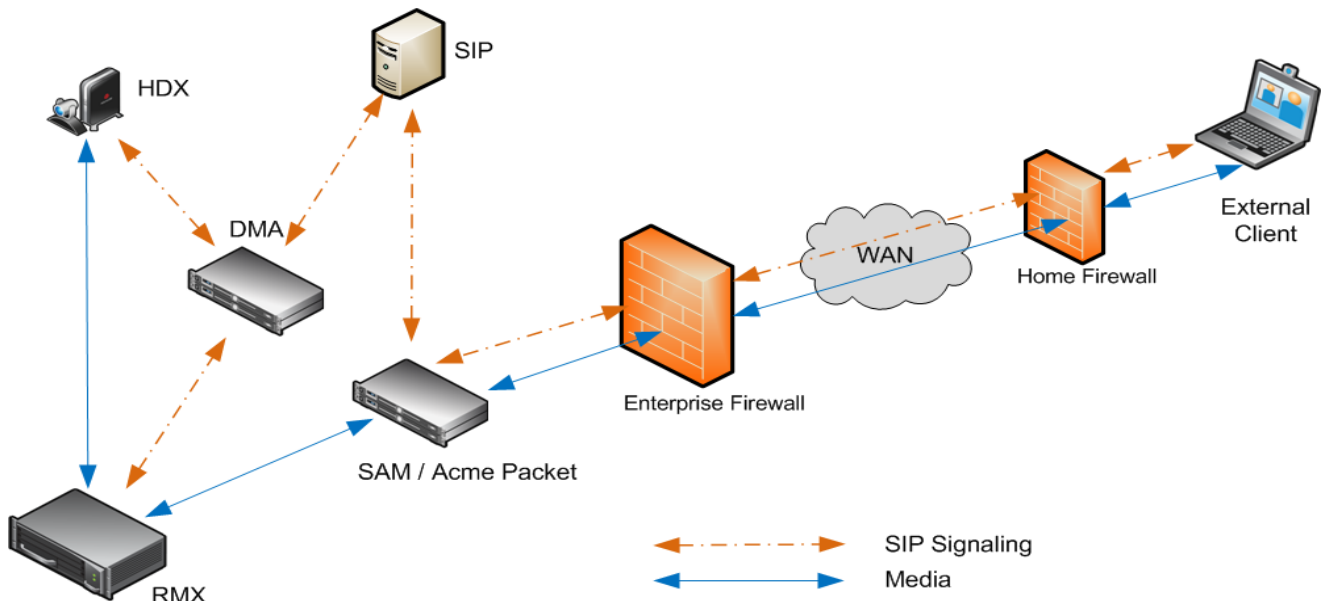 SIP
HDX
DMA
External
Client
WAN
Home Firewall
Enterprise Firewall
SAM / Acme Packet
SIP Signaling
Media
RMX